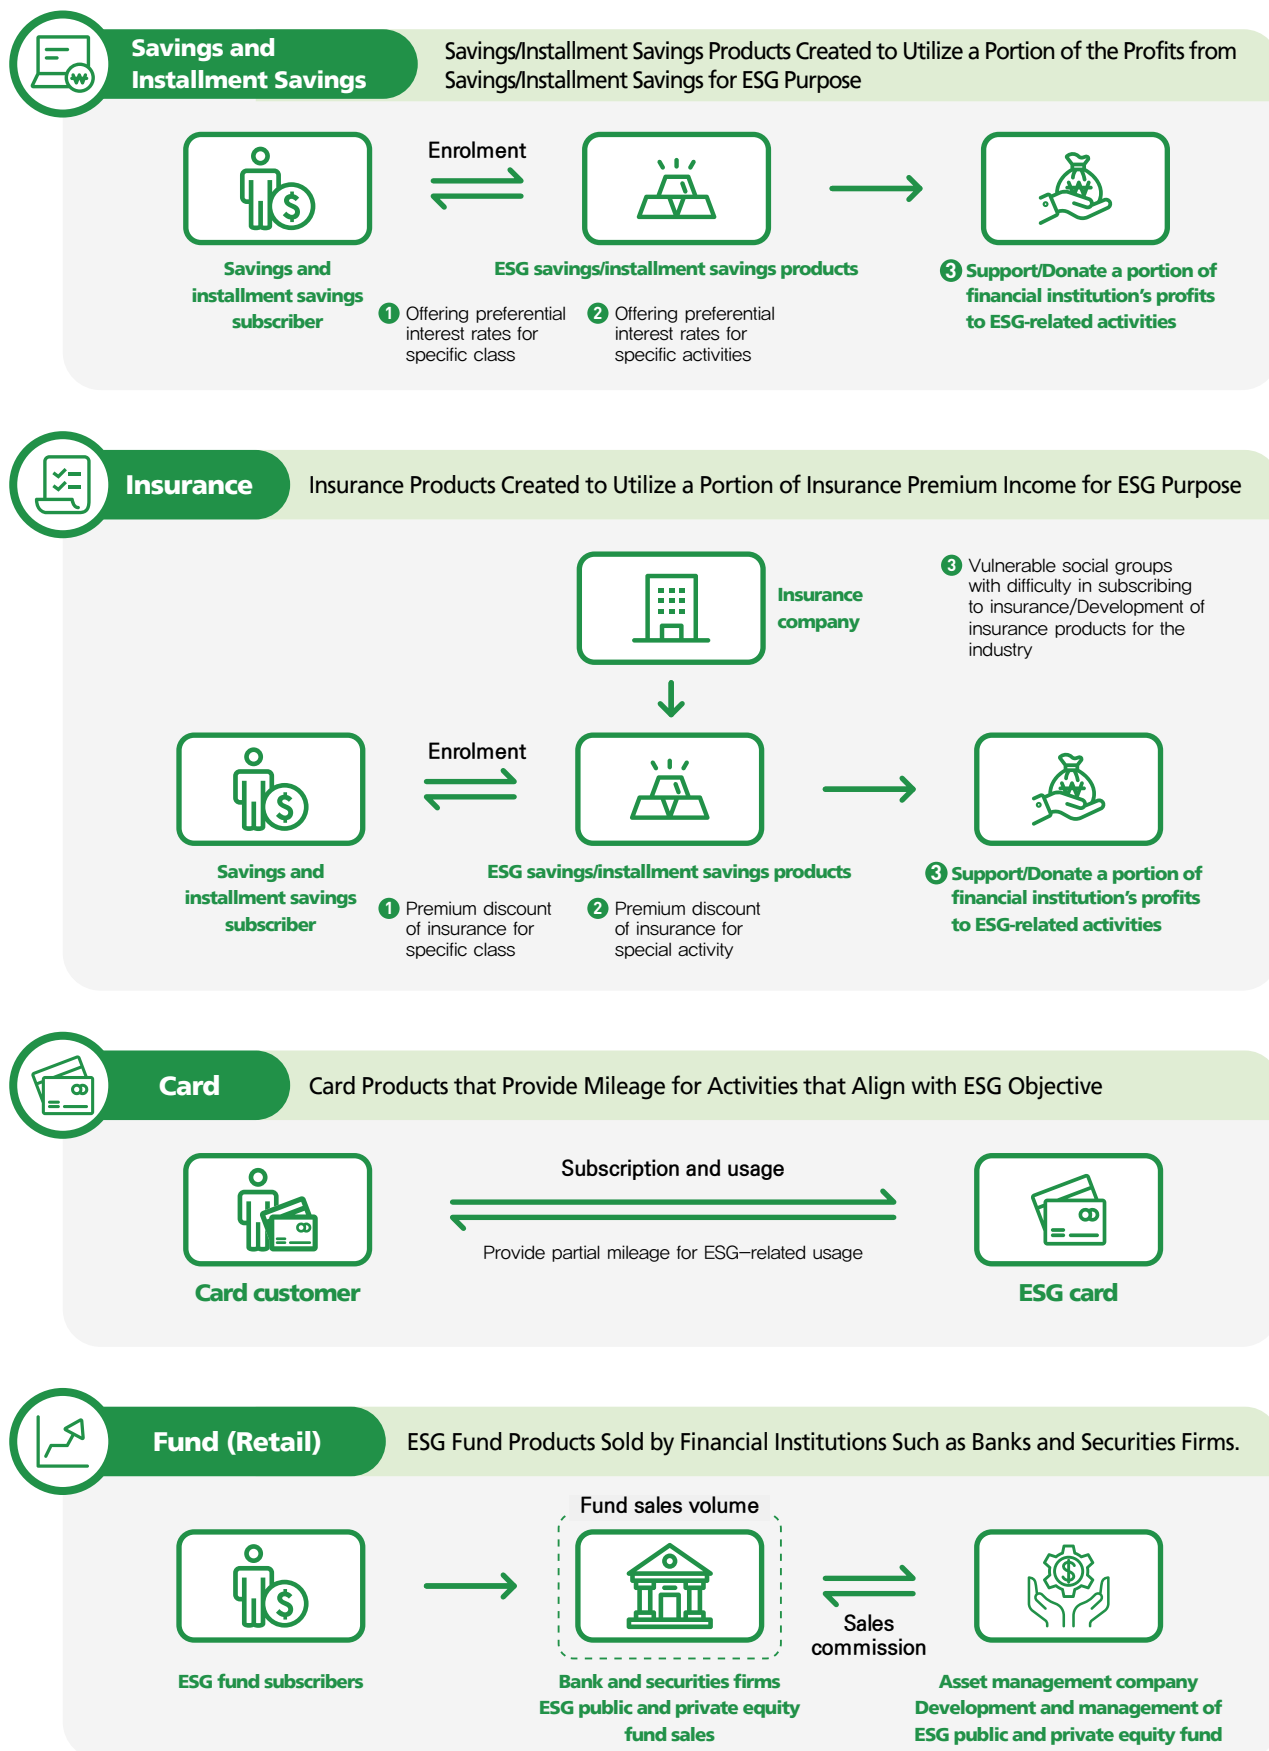 Savings and
Installment Savings
Savings/Installment Savings Products Created to Utilize a Portion of the Profits from
Savings/Installment Savings for ESG Purpose
Enrolment
Savings and
installment savings
subscriber
ESG savings/installment savings products
1 Offering preferential
interest rates for
specific class
2 Offering preferential
interest rates for
specific activities
3 Support/Donate a portion of
financial institution's profits
to ESG-related activities
Insurance
Insurance Products Created to Utilize a Portion of Insurance Premium Income for ESG Purpose
Insurance
company
3 Vulnerable social groups
with difficulty in subscribing
to insurance/Development of
insurance products for the
industry
Enrolment
Savings and
installment savings
subscriber
ESG savings/installment savings products
1 Premium discount
of insurance for
specific class
2 Premium discount
of insurance for
special activity
3 Support/Donate a portion of
financial institution's profits
to ESG-related activities
Card
Card Products that Provide Mileage for Activities that Align with ESG Objective
Subscription and usage
Provide partial mileage for ESG-related usage
Card customer
ESG card
Fund (Retail)
ESG Fund Products Sold by Financial Institutions Such as Banks and Securities Firms.
Fund sales volume
Sales
commission
ESG fund subscribers
Bank and securities firms
ESG public and private equity
fund sales
Asset management company
Development and management of
ESG public and private equity fund